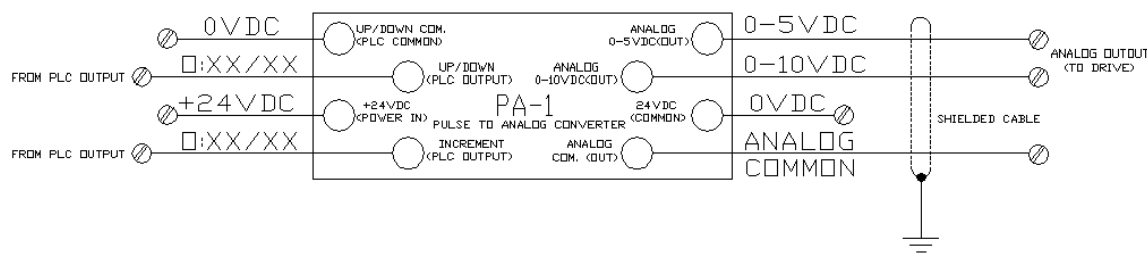 0VDC
UP/DOWN COM.
(PLC COMMON)
ANALOG
0-5VDC(OUT)
0-5VDC
FROM PLC OUTPUT
O:XX/XX
UP/DOWN
(PLC OUTPUT)
ANALOG
0-10VDC(OUT)
0-10VDC
ANALOG OUTOUT
(TO DRIVE)
+24VDC
+24VDC
(POWER IN)
PA-1
PULSE TO ANALOG CONVERTER
24VDC
(COMMON)
0VDC
SHIELDED CABLE
FROM PLC OUTPUT
O:XX/XX
INCREMENT
(PLC OUTPUT)
ANALOG
COM. (OUT)
ANALOG
COMMON